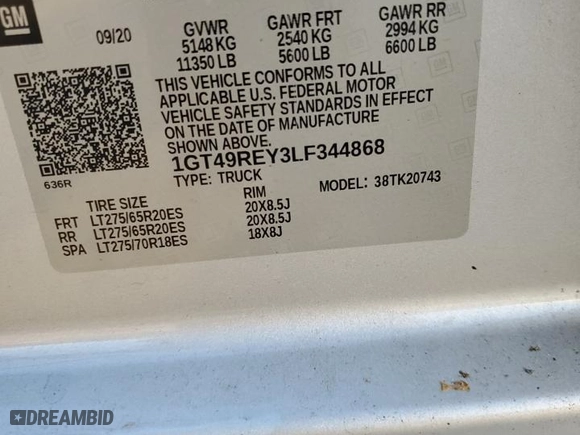 GM
09/20
GVWR
5148 KG
11350 LB
GAWR FRT
2540 KG
5600 LB
GAWR RR
2994 KG
6600 LB
THIS VEHICLE CONFORMS TO ALL
APPLICABLE U.S. FEDERAL MOTOR
VEHICLE SAFETY STANDARDS IN EFFECT
ON THE DATE OF MANUFACTURE
SHOWN ABOVE.
1GT49REY3LF344868
TYPE: TRUCK
MODEL: 38TK20743
636R
TIRE SIZE RIM
FRT LT275/65R20ES 20X8.5J
RR LT275/65R20ES 20X8.5J
SPA LT275/70R18ES 18X8J
DREAMBID